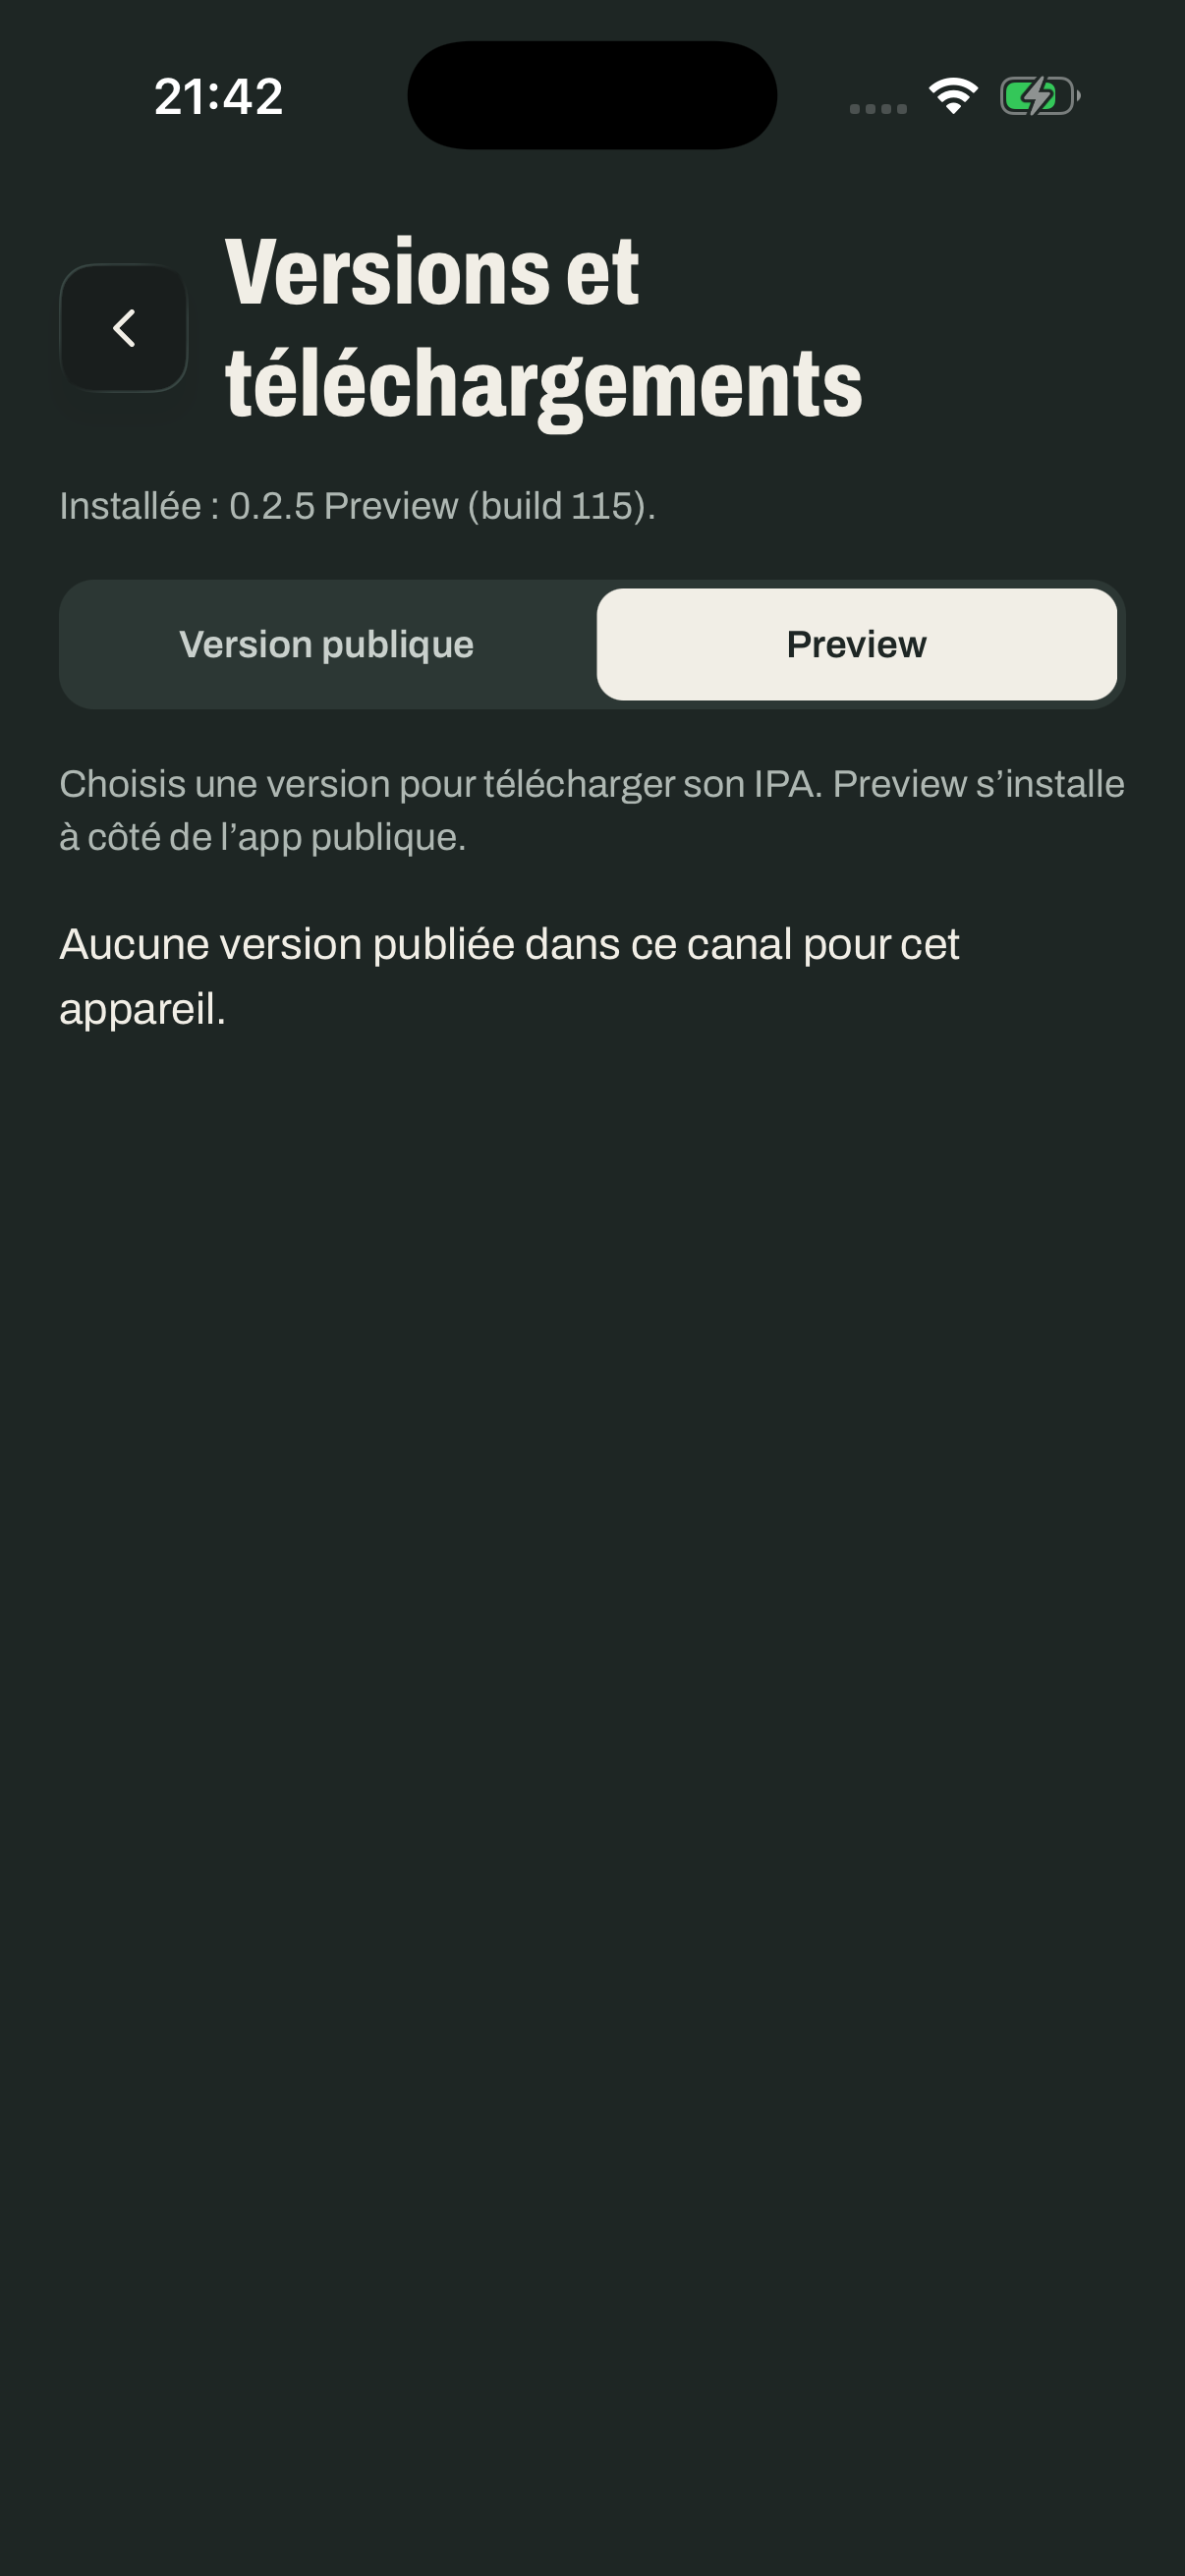 21:42
Versions et
téléchargements
Installée : 0.2.5 Preview (build 115).
Version publique
Preview
Choisis une version pour télécharger son IPA. Preview s’installe
à côté de l’app publique.
Aucune version publiée dans ce canal pour cet
appareil.